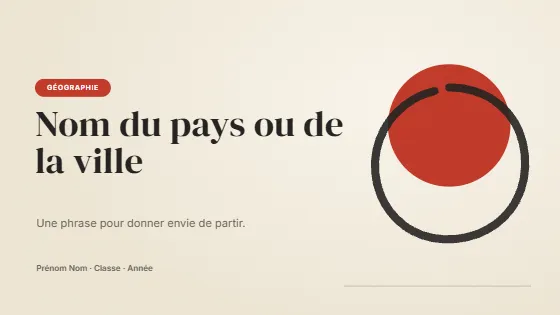 GÉOGRAPHIE
Nom du pays ou de
la ville
Une phrase pour donner envie de partir.
Prénom Nom · Classe · Année